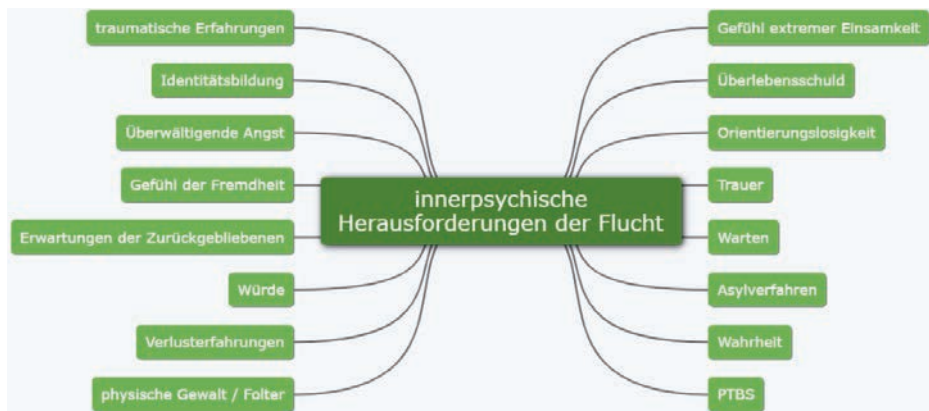 traumatische Erfahrungen
Identitätsbildung
Überwältigende Angst
Gefühl der Fremdheit
Erwartungen der Zurückgebliebenen
Würde
Verlusterfahrungen
physische Gewalt / Folter
innerpsychische
Herausforderungen der Flucht
Gefühl extremer Einsamkeit
Überlebensschuld
Orientierungslosigkeit
Trauer
Warten
Asylverfahren
Wahrheit
PTBS